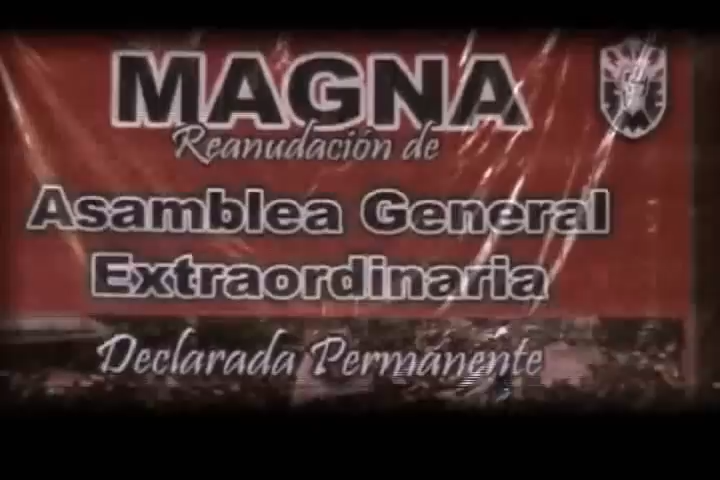 MAGNA
Reanudación de
Asamblea General
Extraordinaria
Declarada Permanente